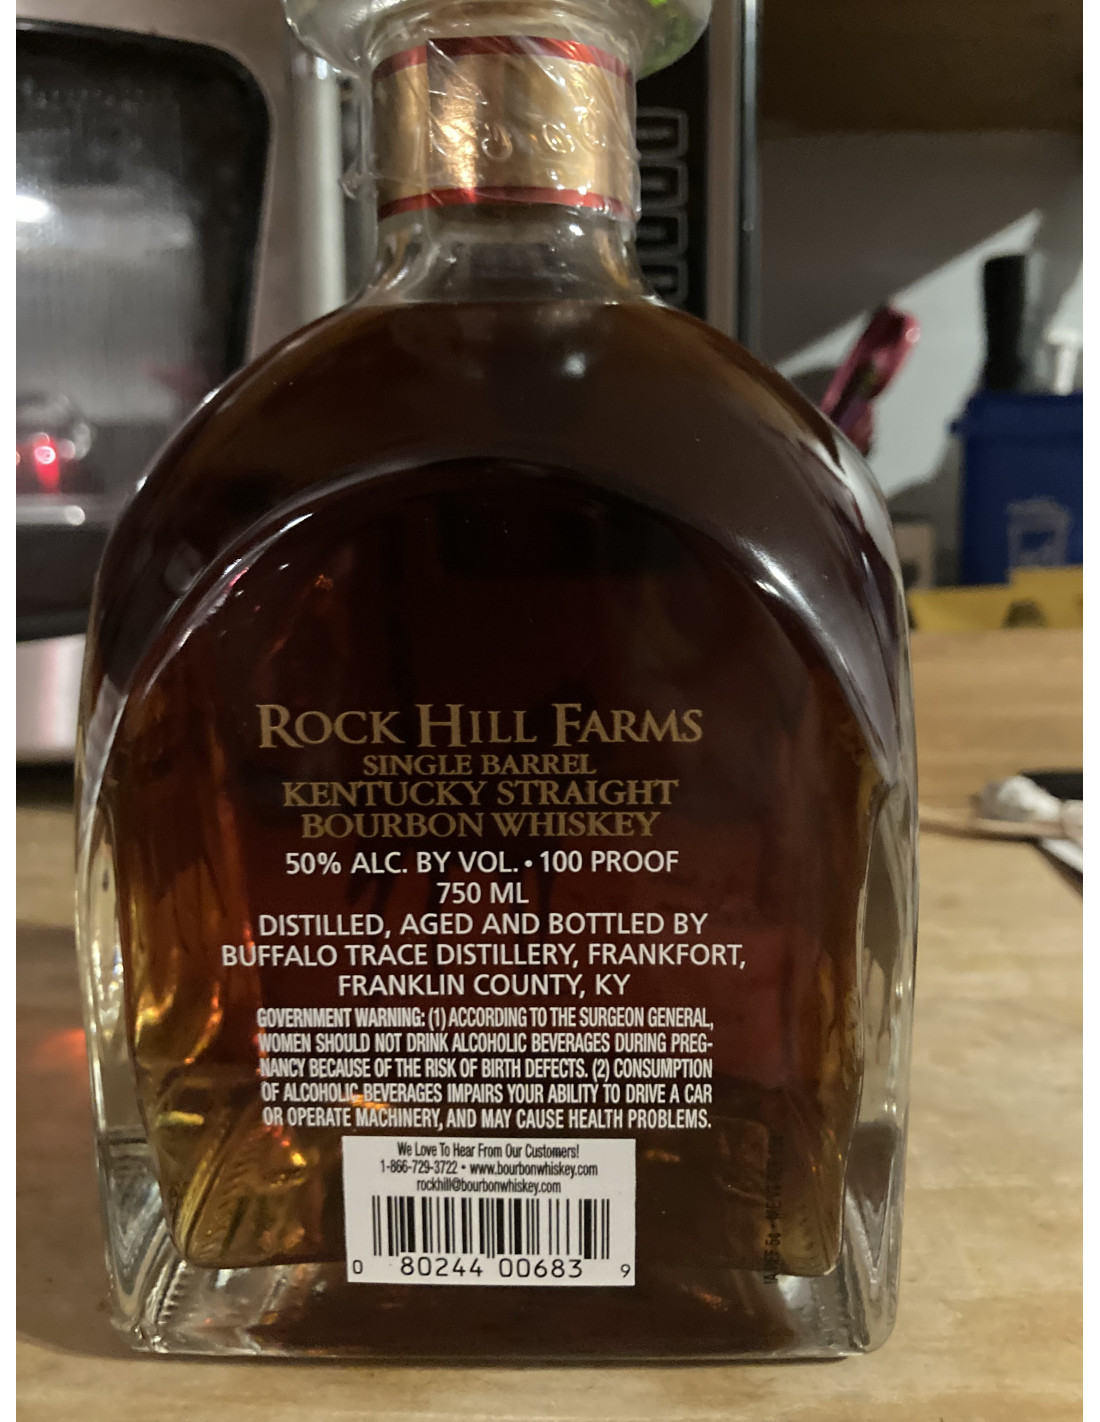 ROCK HILL FARMS
SINGLE BARREL
KENTUCKY STRAIGHT
BOURBON WHISKEY
50% ALC. BY VOL. • 100 PROOF
750 ML
DISTILLED, AGED AND BOTTLED BY
BUFFALO TRACE DISTILLERY, FRANKFORT,
FRANKLIN COUNTY, KY
GOVERNMENT WARNING: (1) ACCORDING TO THE SURGEON GENERAL,
WOMEN SHOULD NOT DRINK ALCOHOLIC BEVERAGES DURING PREG-
NANCY BECAUSE OF THE RISK OF BIRTH DEFECTS. (2) CONSUMPTION
OF ALCOHOLIC BEVERAGES IMPAIRS YOUR ABILITY TO DRIVE A CAR
OR OPERATE MACHINERY, AND MAY CAUSE HEALTH PROBLEMS.
We Love To Hear From Our Customers!
1-866-729-3722 • www.bourbonwhiskey.com
rockhill@bourbonwhiskey.com
0 80244 00683 9